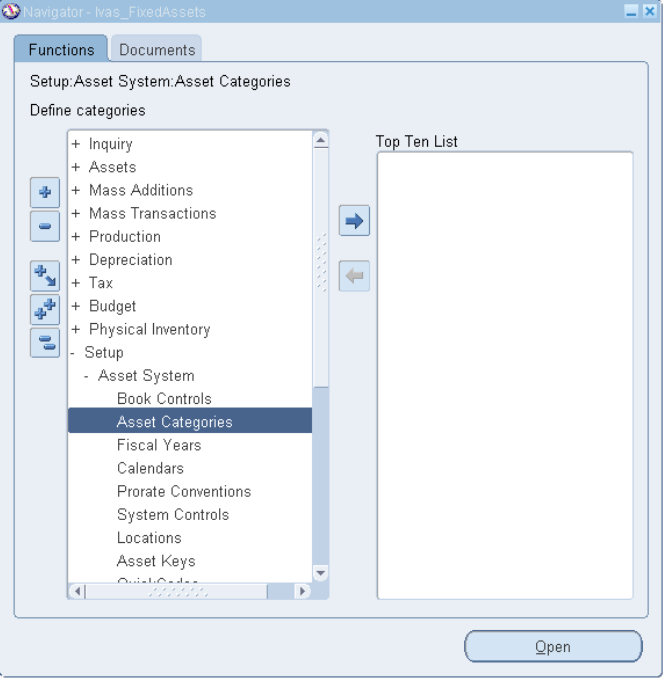 Navigator - Ivas_FixedAssets
Functions
Documents
Setup:Asset System:Asset Categories
Define categories
+ Inquiry
+ Assets
+ Mass Additions
+ Mass Transactions
+ Production
+ Depreciation
+ Tax
+ Budget
+ Physical Inventory
- Setup
- Asset System
Book Controls
Asset Categories
Fiscal Years
Calendars
Prorate Conventions
System Controls
Locations
Asset Keys
Top Ten List
Open